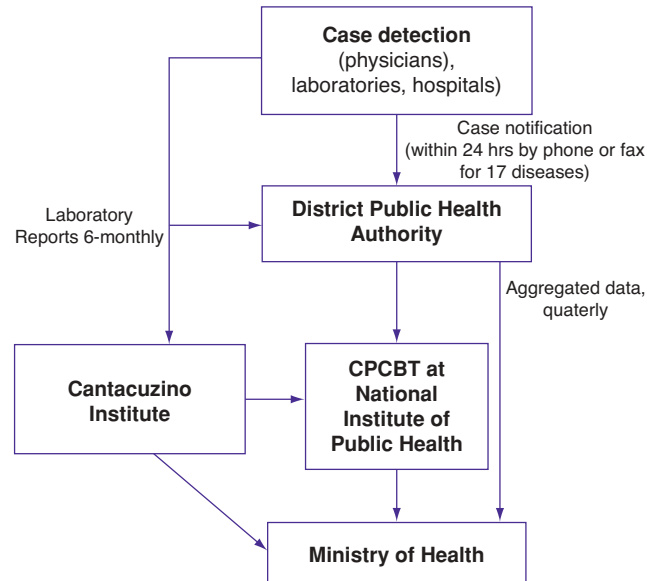 Case detection
(physicians),
laboratories, hospitals)
Case notification
(within 24 hrs by phone or fax
for 17 diseases)
District Public Health
Authority
Laboratory
Reports 6-monthly
Aggregated data,
quaterly
Cantacuzino
Institute
CPCBT at
National
Institute of
Public Health
Ministry of Health